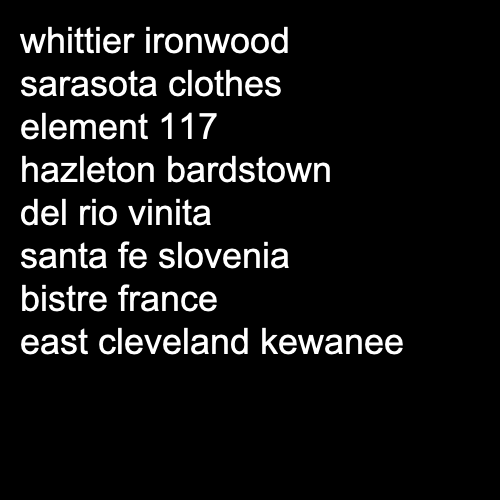 whittier ironwood
sarasota clothes
element 117
hazleton bardstown
del rio vinita
santa fe slovenia
bistre france
east cleveland kewanee